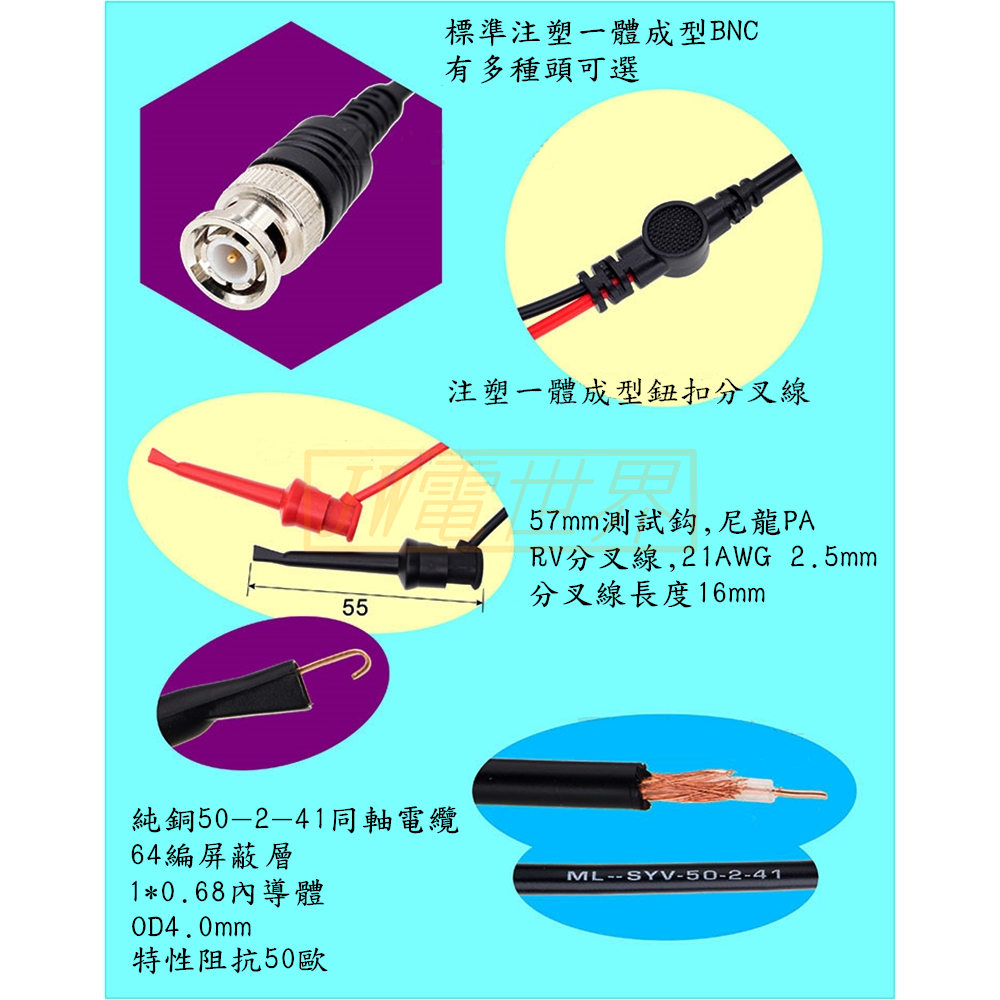 標準注塑一體成型BNC
有多種頭可選
注塑一體成型鈕扣分叉線
JW電世界
57mm測試鈎,尼龍PA
RV分叉線,21AWG 2.5mm
分叉線長度16mm
55
純銅50-2-41同軸電纜
64編屏蔽層
1*0.68內導體
OD4.0mm
特性阻抗50歐
ML--SYV-50-2-41